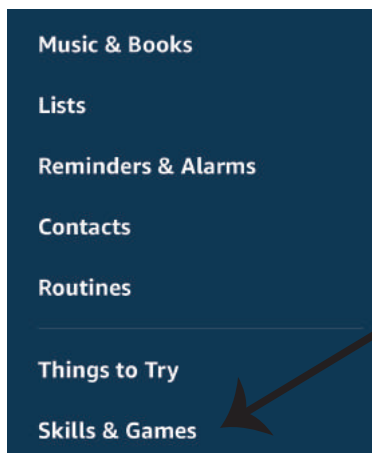 Music & Books
Lists
Reminders & Alarms
Contacts
Routines
Things to Try
Skills & Games